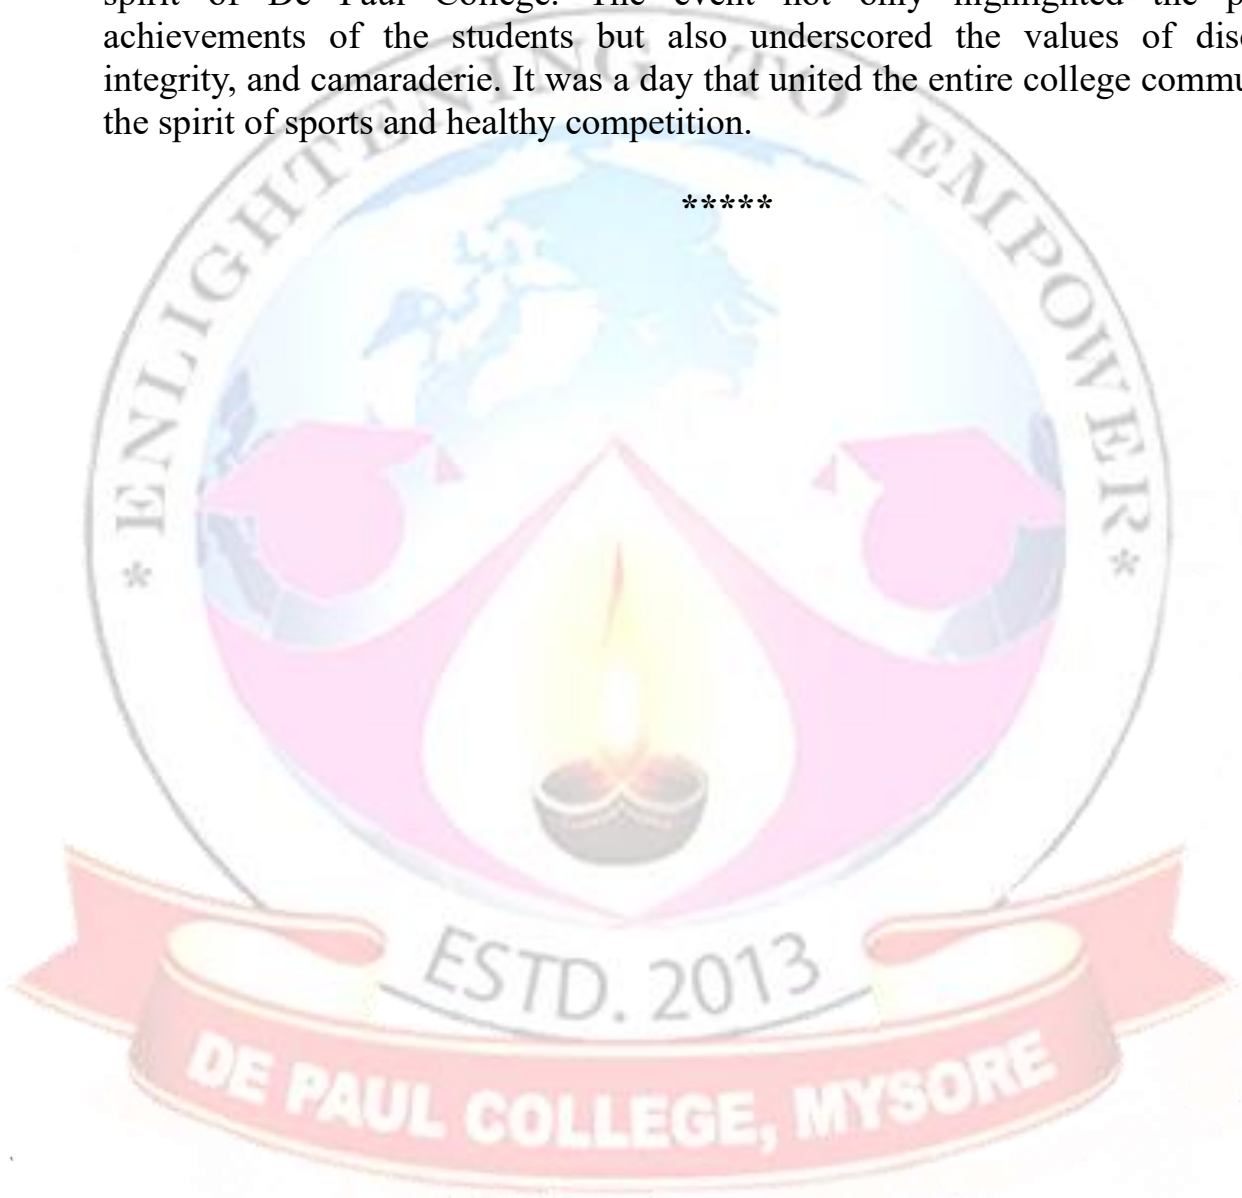 spirit of De Paul College. The event not only highlighted the p
achievements of the students but also underscored the values of disc
integrity, and camaraderie. It was a day that united the entire college commu
the spirit of sports and healthy competition.
*****
* ENLIGHTENING TO EMPOWER *
ESTD. 2013
DE PAUL COLLEGE, MYSORE